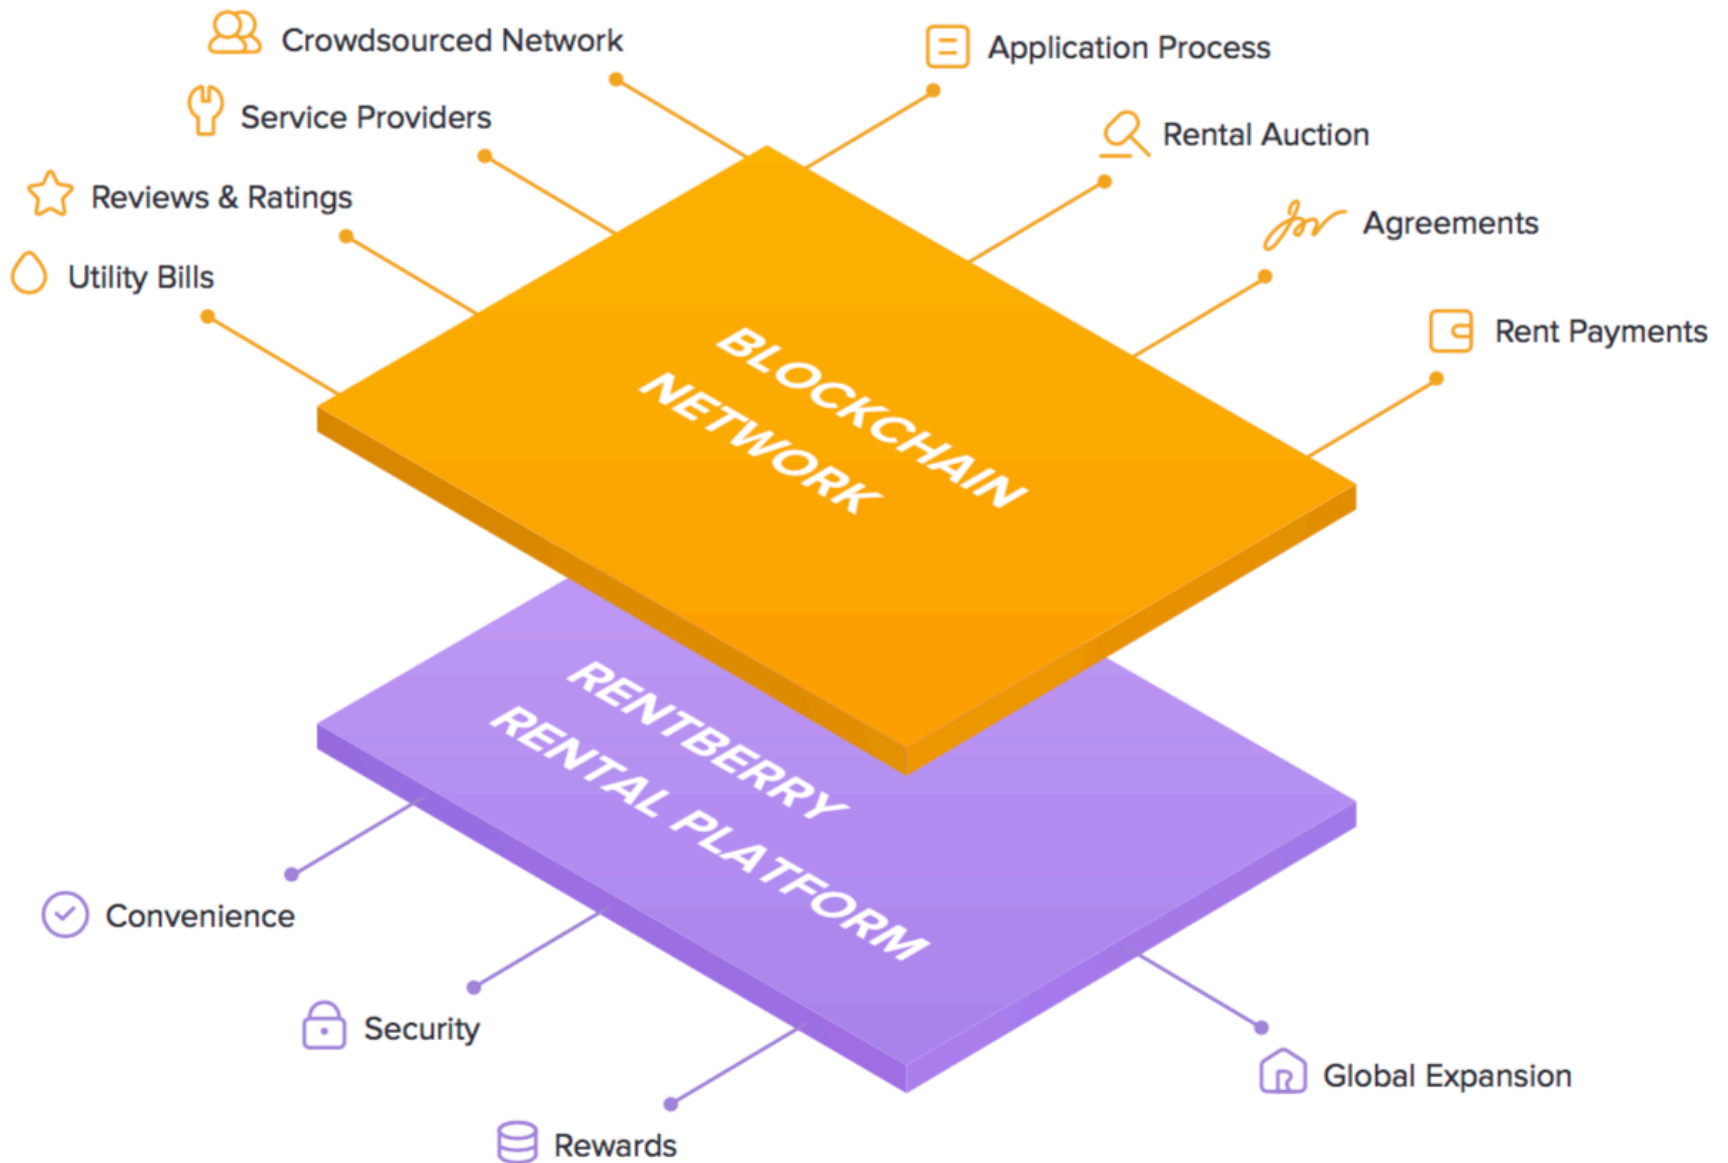 Crowdsourced Network
Application Process
Service Providers
Rental Auction
Reviews & Ratings
Agreements
Utility Bills
Rent Payments
BLOCKCHAIN
NETWORK
RENTBERRY
RENTAL PLATFORM
Convenience
Security
Global Expansion
Rewards